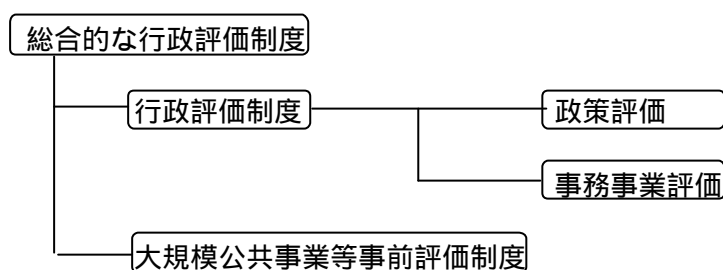 総合的な行政評価制度
行政評価制度
政策評価
事務事業評価
大規模公共事業等事前評価制度